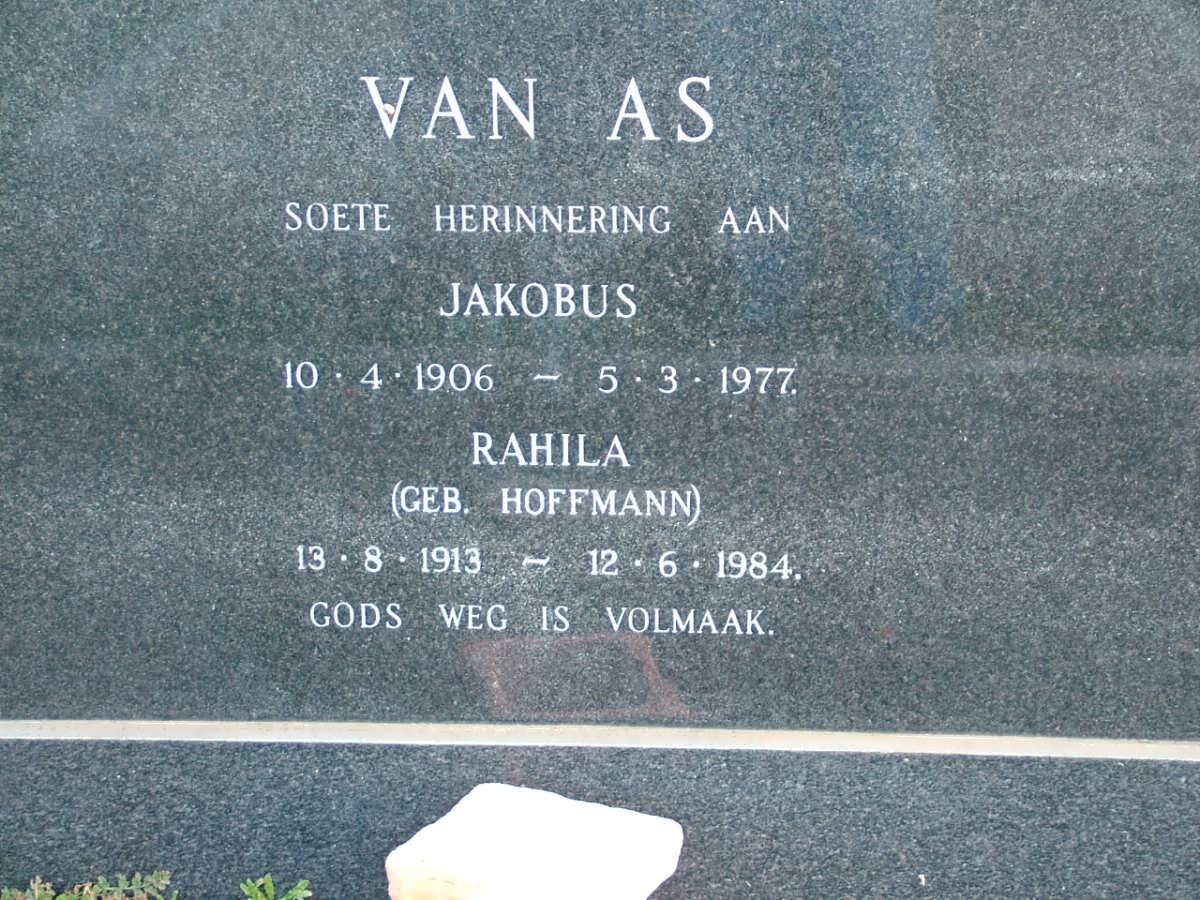 VAN AS
SOETE HERINNERING AAN
JAKOBUS
10·4·1906 – 5·3·1977.
RAHILA
(GEB. HOFFMANN)
13·8·1913 – 12·6·1984.
GODS WEG IS VOLMAAK.